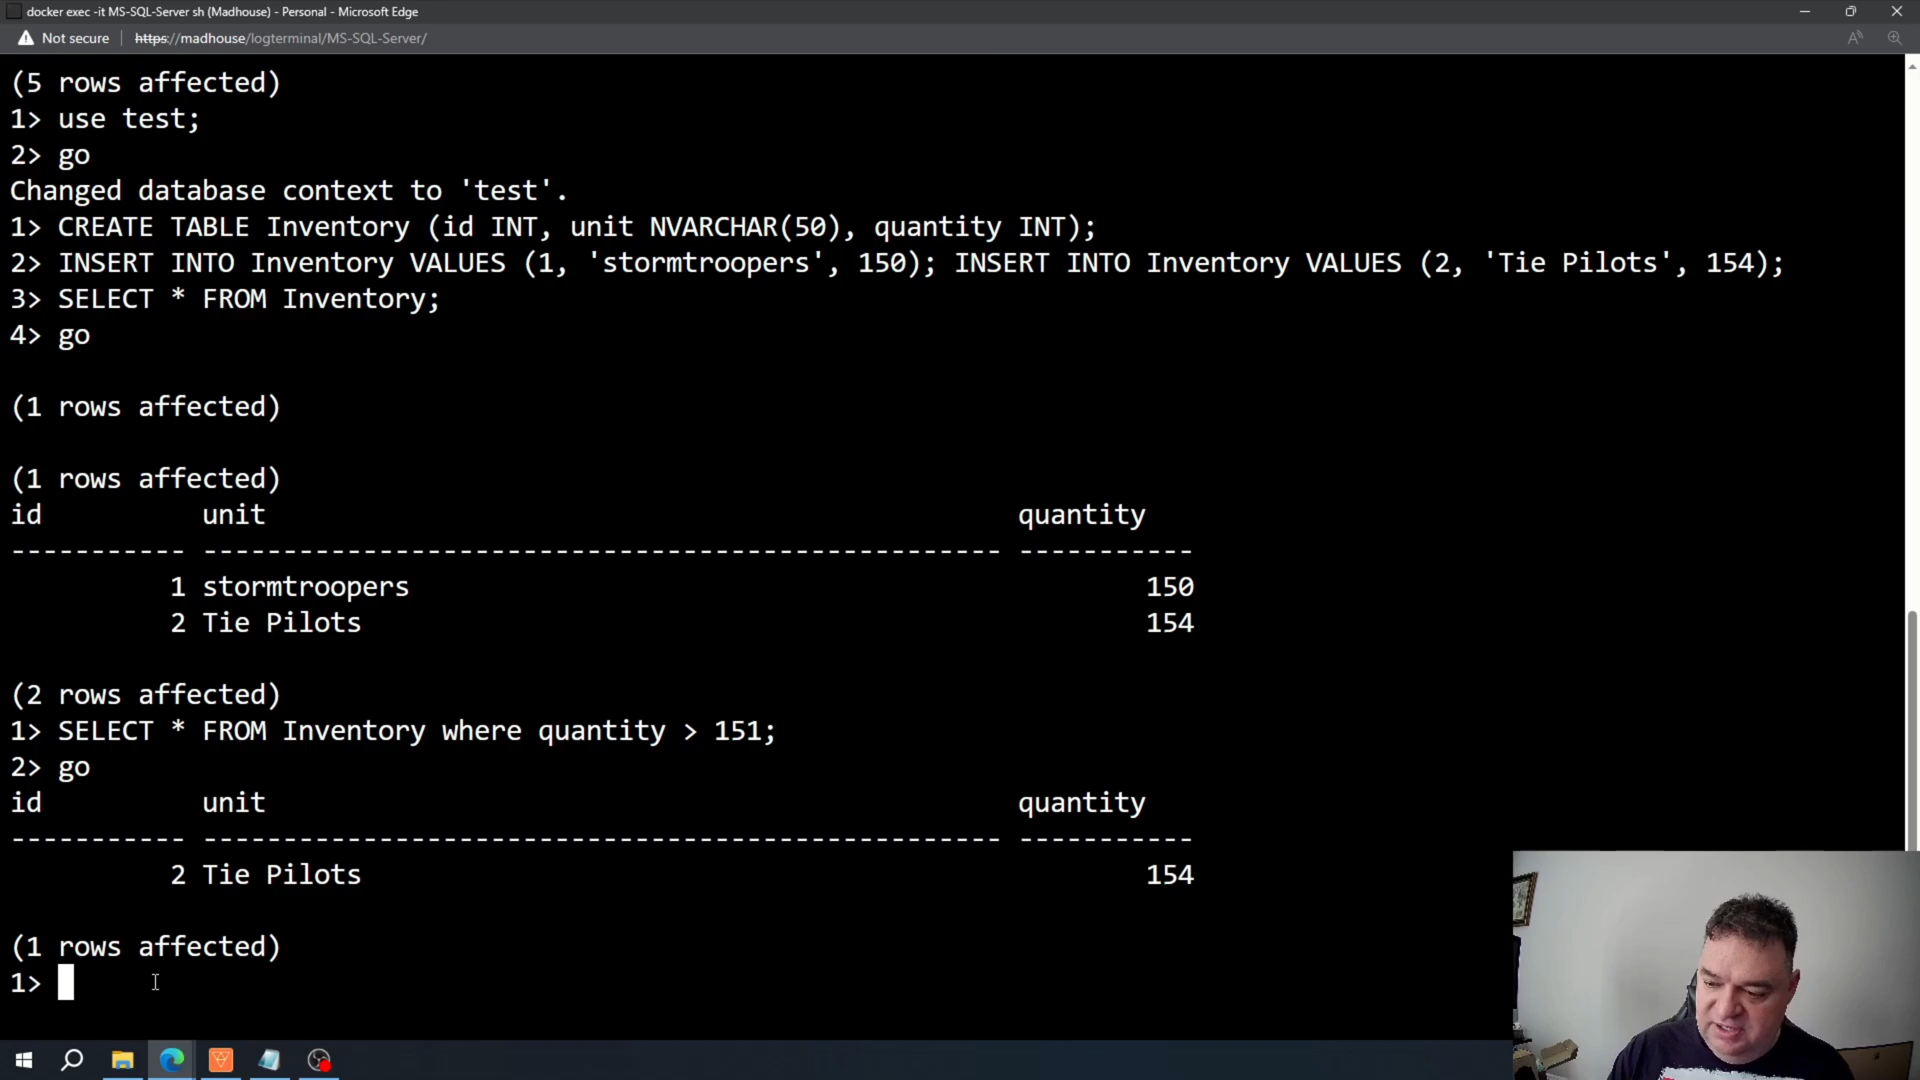 docker exec -it MS-SQL-Server sh (Madhouse) - Personal - Microsoft Edge
Not secure https://madhouse/logterminal/MS-SQL-Server/
(5 rows affected)
1> use test;
2> go
Changed database context to 'test'.
1> CREATE TABLE Inventory (id INT, unit NVARCHAR(50), quantity INT);
2> INSERT INTO Inventory VALUES (1, 'stormtroopers', 150); INSERT INTO Inventory VALUES (2, 'Tie Pilots', 154);
3> SELECT * FROM Inventory;
4> go
(1 rows affected)
(1 rows affected)
id unit quantity
----------- -------------------------------------------------- -----------
1 stormtroopers 150
2 Tie Pilots 154
(2 rows affected)
1> SELECT * FROM Inventory where quantity > 151;
2> go
id unit quantity
----------- -------------------------------------------------- -----------
2 Tie Pilots 154
(1 rows affected)
1>